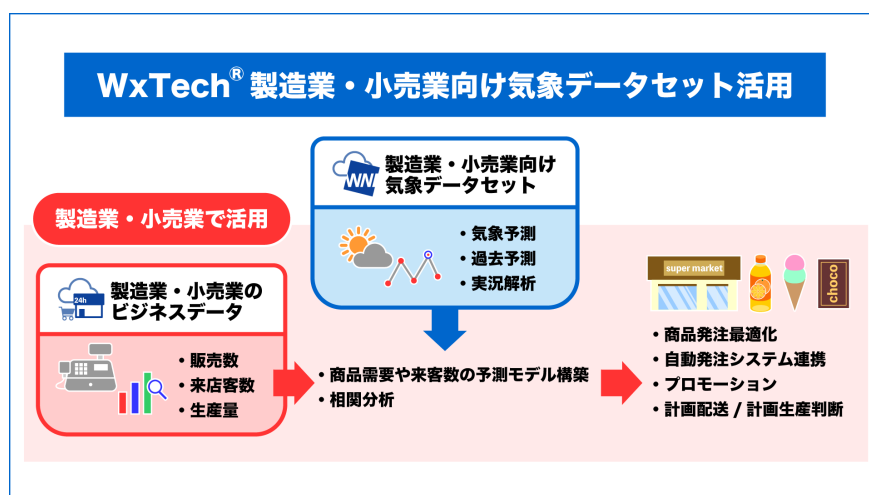 WxTech® 製造業・小売業向け気象データセット活用
WN
製造業・小売業向け
気象データセット
・気象予測
・過去予測
・実況解析
製造業・小売業で活用
24h
製造業・小売業の
ビジネスデータ
・販売数
・来店客数
・生産量
・商品需要や来客数の予測モデル構築
・相関分析
super market
choco
・商品発注最適化
・自動発注システム連携
・プロモーション
・計画配送 / 計画生産判断